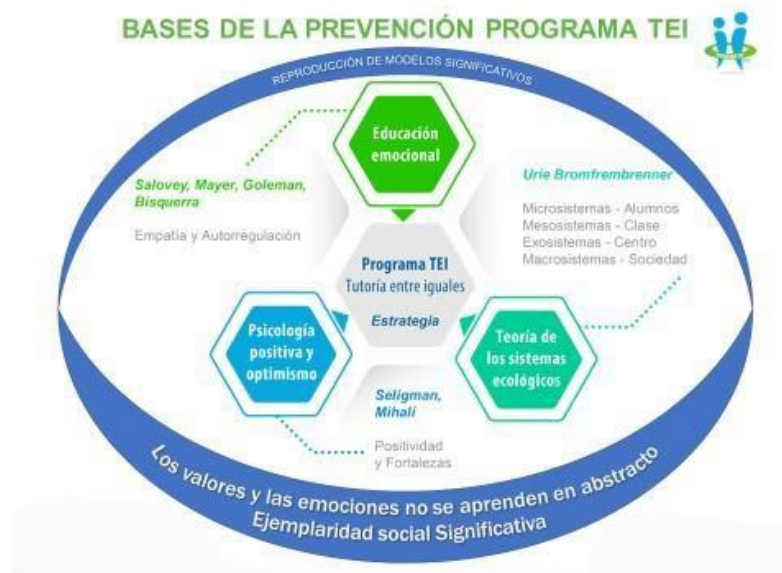 BASES DE LA PREVENCIÓN PROGRAMA TEI
REPRODUCCIÓN DE MODELOS SIGNIFICATIVOS
Educación
emocional
Salovey, Mayer, Goleman,
Bisquerra
Empatía y Autorregulación
Urie Bromfrembrenner
Microsistemas - Alumnos
Mesosistemas - Clase
Exosistemas - Centro
Macrosistemas - Sociedad
Programa TEI
Tutoría entre iguales
Estrategia
Psicología
positiva y
optimismo
Teoría de
los sistemas
ecológicos
Seligman,
Mihali
Positividad
y Fortalezas
Los valores y las emociones no se aprenden en abstracto
Ejemplaridad social Significativa